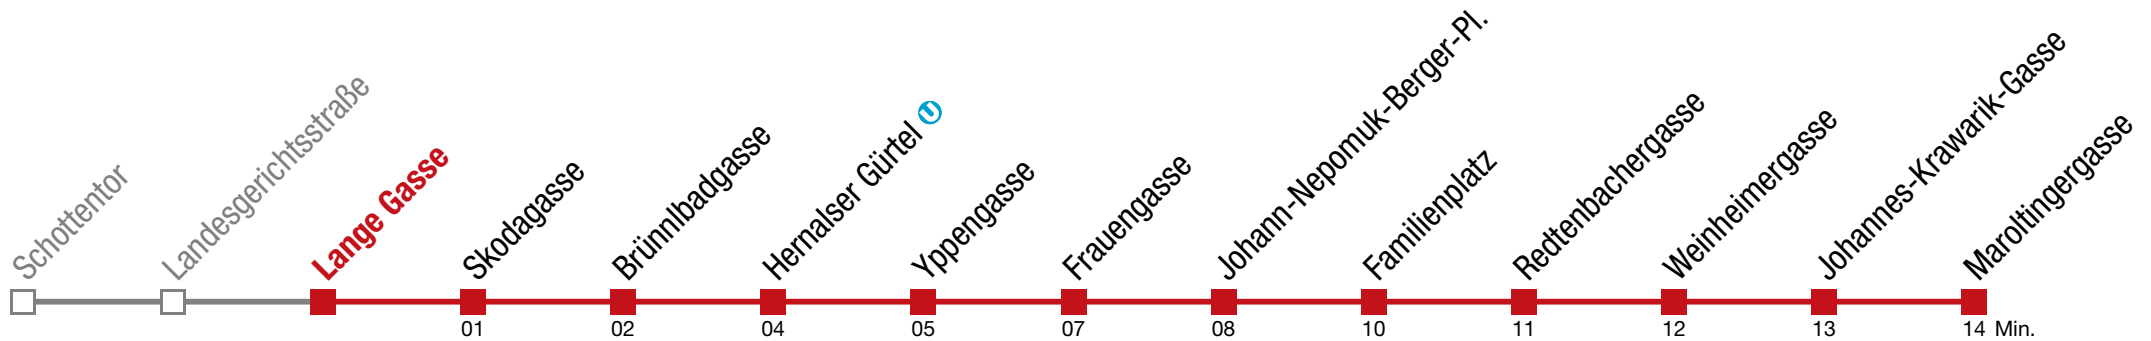 Schottentor
Landesgerichtsstraße
Lange Gasse
Skodagasse
Brünnlbadgasse
Hernalser Gürtel U
Yppengasse
Frauengasse
Johann-Nepomuk-Berger-Pl.
Familienplatz
Redtenbachergasse
Weinheimergasse
Johannes-Krawarik-Gasse
Maroltingergasse
01 02 04 05 07 08 10 11 12 13 14 Min.